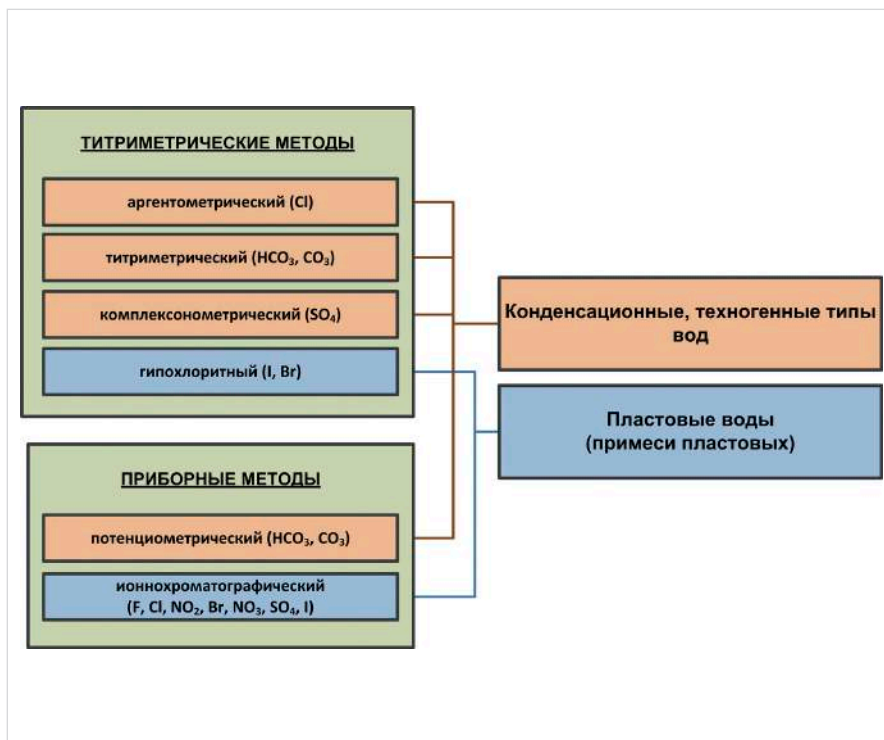 ТИТРИМЕТРИЧЕСКИЕ МЕТОДЫ
аргентометрический (Cl)
титриметрический (HCO₃, CO₃)
комплексонометрический (SO₄)
гипохлоритный (I, Br)
ПРИБОРНЫЕ МЕТОДЫ
потенциометрический (HCO₃, CO₃)
ионнохроматографический
(F, Cl, NO₂, Br, NO₃, SO₄, I)
Конденсационные, техногенные типы
вод
Пластовые воды
(примеси пластовых)